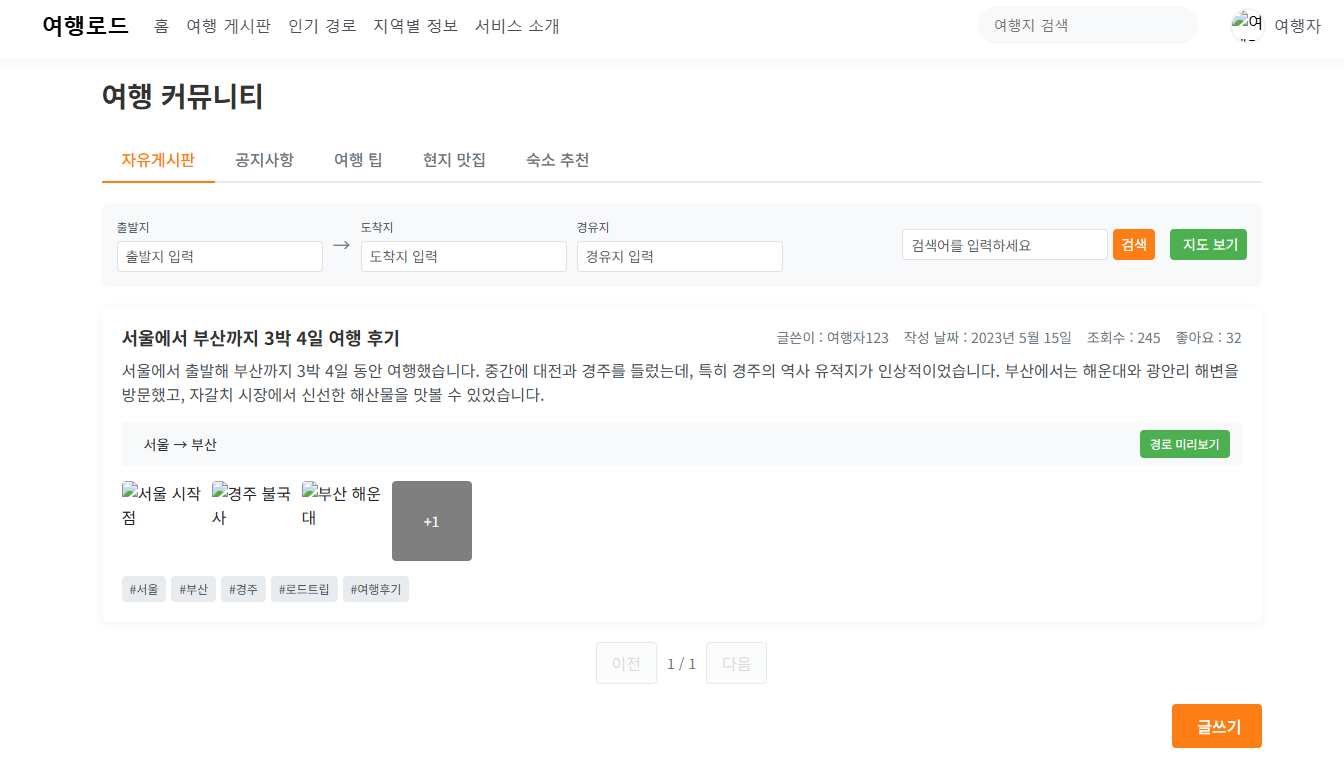 여행로드 홈 여행 게시판 인기 경로 지역별 정보 서비스 소개 여행지 검색 여행자
여행 커뮤니티
자유게시판 공지사항 여행 팁 현지 맛집 숙소 추천
출발지 도착지 경유지
출발지 입력 → 도착지 입력 경유지 입력 검색어를 입력하세요 검색 지도 보기
서울에서 부산까지 3박 4일 여행 후기 글쓴이 : 여행자123 작성 날짜 : 2023년 5월 15일 조회수 : 245 좋아요 : 32
서울에서 출발해 부산까지 3박 4일 동안 여행했습니다. 중간에 대전과 경주를 들렀는데, 특히 경주의 역사 유적지가 인상적이었습니다. 부산에서는 해운대와 광안리 해변을
방문했고, 자갈치 시장에서 신선한 해산물을 맛볼 수 있었습니다.
서울 → 부산 경로 미리보기
서울 시작 경주 불국 부산 해운
점 사 대
+1
#서울 #부산 #경주 #로드트립 #여행후기
이전 1 / 1 다음
글쓰기